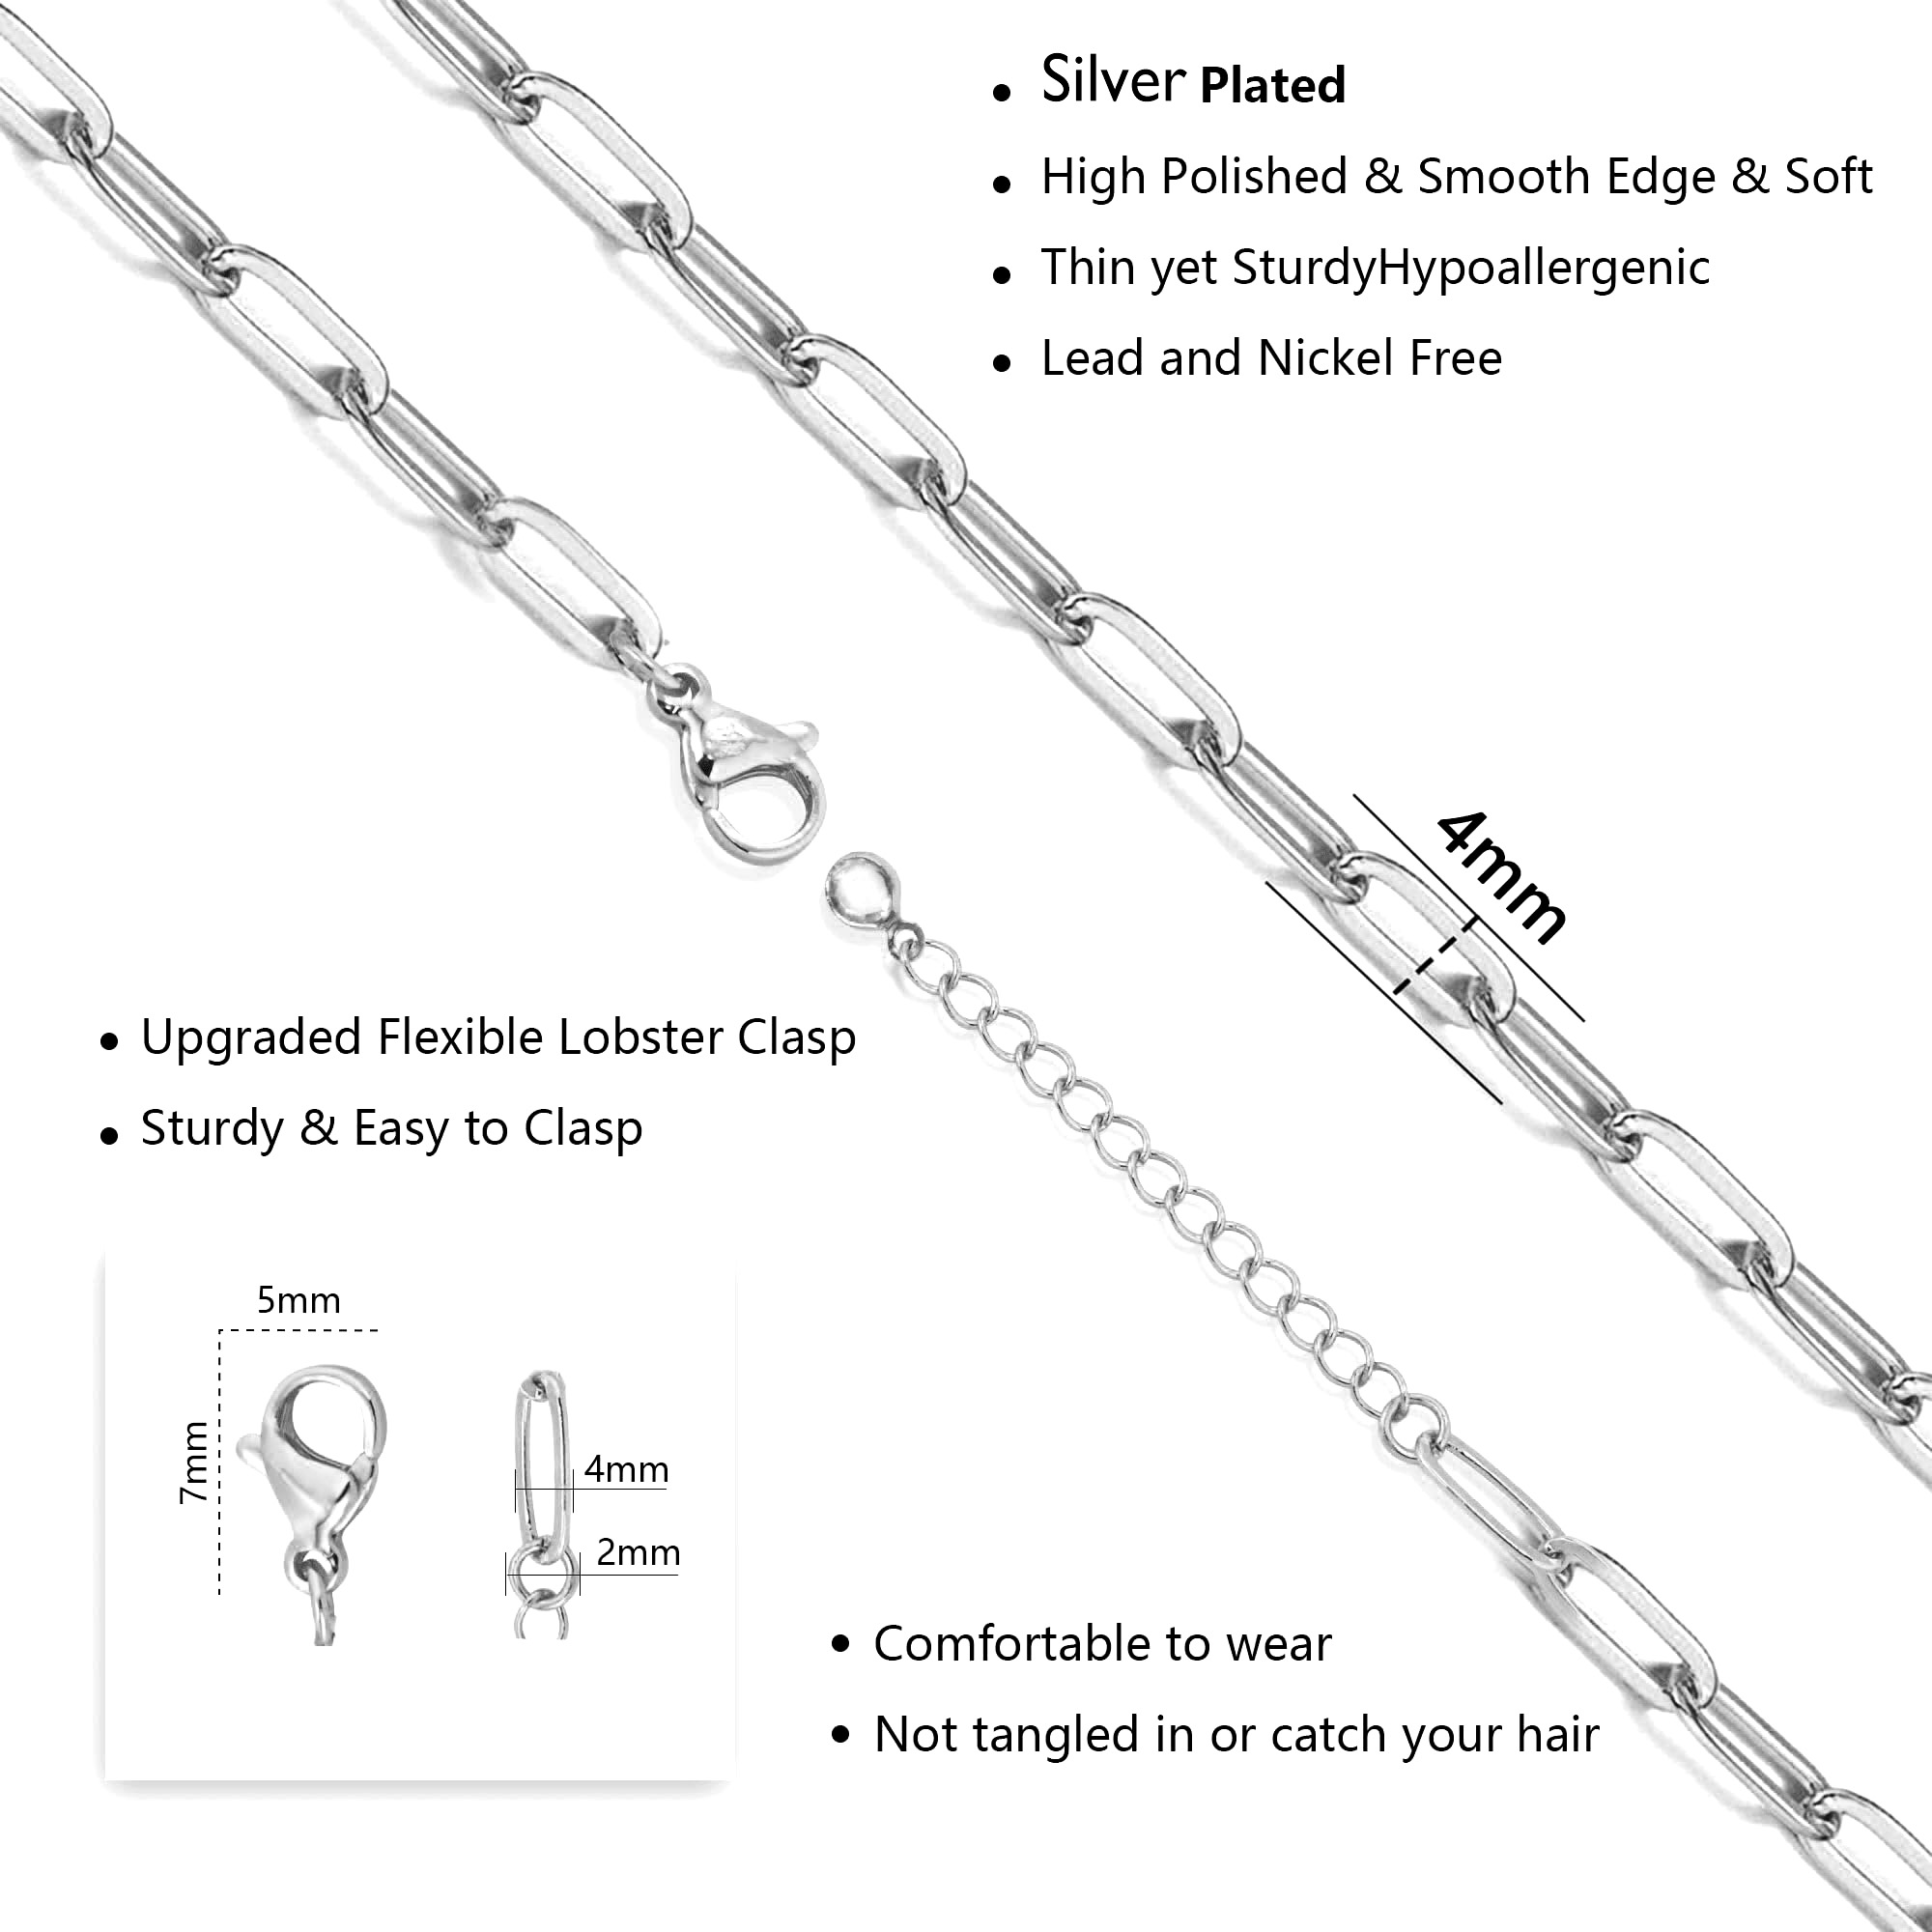 Silver Plated
High Polished & Smooth Edge & Soft
Thin yet SturdyHypoallergenic
Lead and Nickel Free
4mm
Upgraded Flexible Lobster Clasp
Sturdy & Easy to Clasp
5mm
7mm
4mm
2mm
Comfortable to wear
Not tangled in or catch your hair